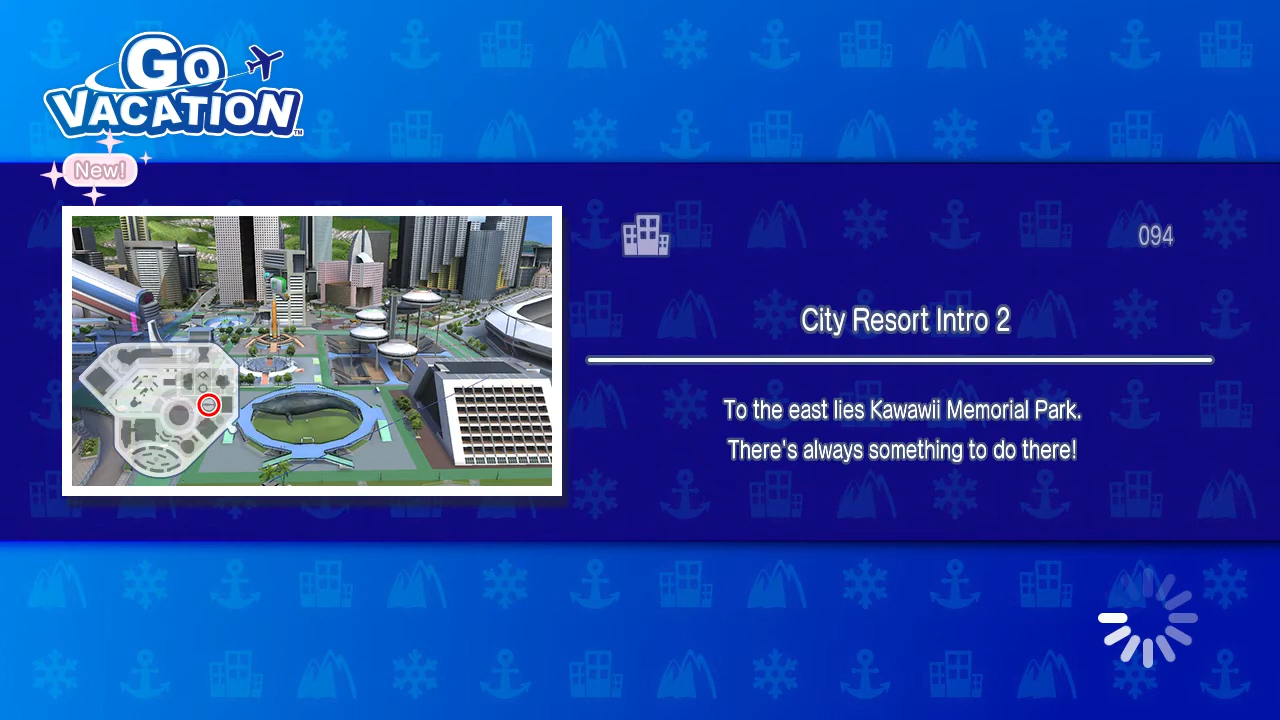 Go
VACATION™
New!
094
City Resort Intro 2
To the east lies Kawawii Memorial Park.
There's always something to do there!